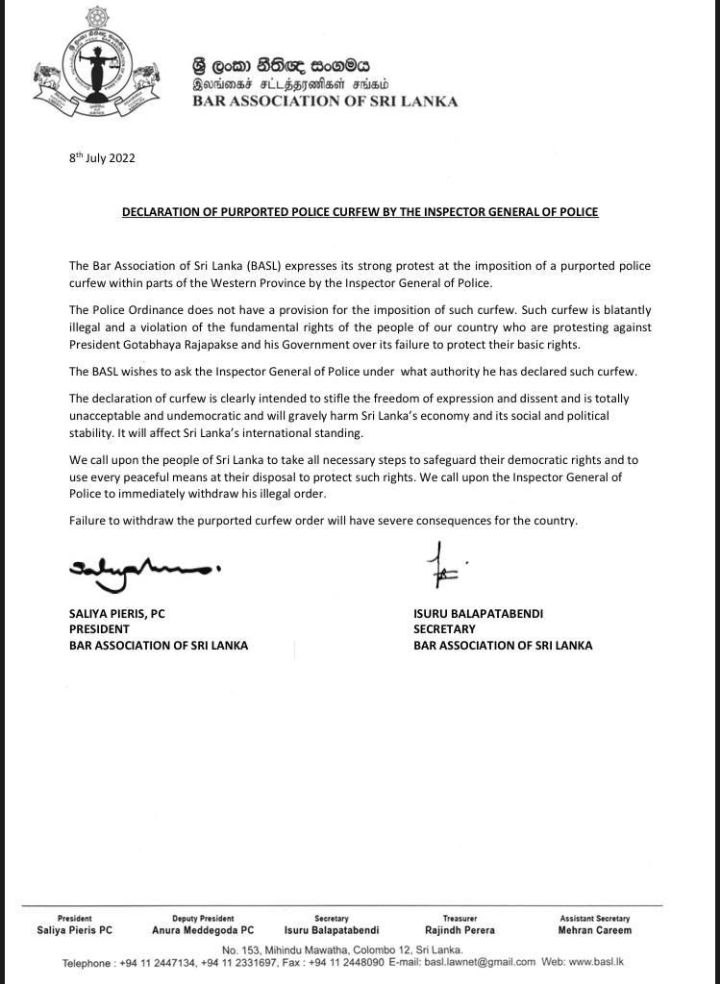 ශ්‍රී ලංකා නීතිඥ සංගමය
இலங்கைச் சட்டத்தரணிகள் சங்கம்
BAR ASSOCIATION OF SRI LANKA
8th July 2022
DECLARATION OF PURPORTED POLICE CURFEW BY THE INSPECTOR GENERAL OF POLICE
The Bar Association of Sri Lanka (BASL) expresses its strong protest at the imposition of a purported police
curfew within parts of the Western Province by the Inspector General of Police.
The Police Ordinance does not have a provision for the imposition of such curfew. Such curfew is blatantly
illegal and a violation of the fundamental rights of the people of our country who are protesting against
President Gotabhaya Rajapakse and his Government over its failure to protect their basic rights.
The BASL wishes to ask the Inspector General of Police under what authority he has declared such curfew.
The declaration of curfew is clearly intended to stifle the freedom of expression and dissent and is totally
unacceptable and undemocratic and will gravely harm Sri Lanka's economy and its social and political
stability. It will affect Sri Lanka's international standing.
We call upon the people of Sri Lanka to take all necessary steps to safeguard their democratic rights and to
use every peaceful means at their disposal to protect such rights. We call upon the Inspector General of
Police to immediately withdraw his illegal order.
Failure to withdraw the purported curfew order will have severe consequences for the country.
SALIYA PIERIS, PC
PRESIDENT
BAR ASSOCIATION OF SRI LANKA
ISURU BALAPATABENDI
SECRETARY
BAR ASSOCIATION OF SRI LANKA
President Deputy President Secretary Treasurer Assistant Secretary
Saliya Pieris PC Anura Meddegoda PC Isuru Balapatabendi Rajindh Perera Mehran Careem
No. 153, Mihindu Mawatha, Colombo 12, Sri Lanka.
Telephone : +94 11 2447134, +94 11 2331697, Fax : +94 11 2448090 E-mail: basl.lawnet@gmail.com Web: www.basl.lk